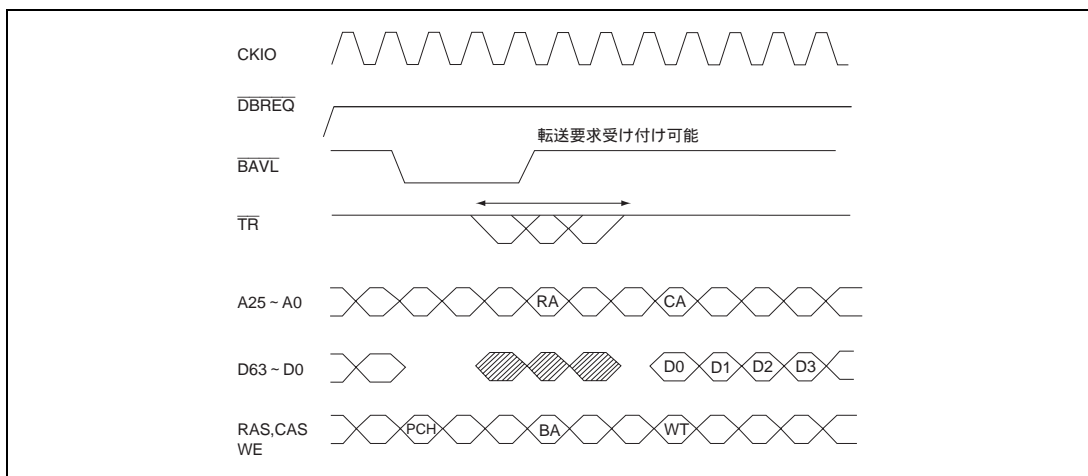 CKIO
DBREQ
転送要求受け付け可能
BAVL
TR
A25 ~ A0 RA CA
D63 ~ D0 D0 D1 D2 D3
RAS,CAS PCH BA WT
WE